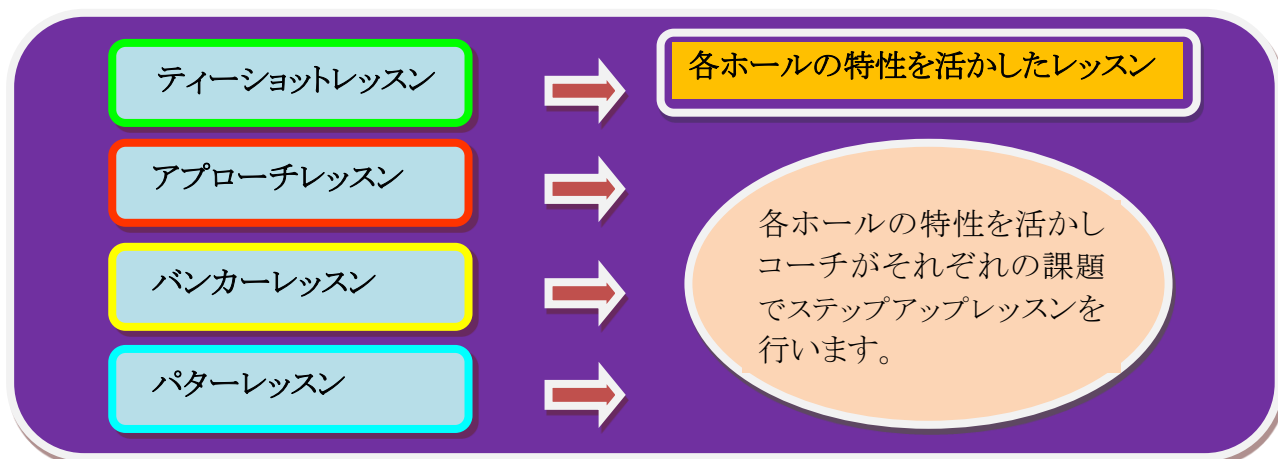 ティーショットレッスン
アプローチレッスン
バンカーレッスン
パターレッスン
各ホールの特性を活かしたレッスン
各ホールの特性を活かし
コーチがそれぞれの課題
でステップアップレッスンを
行います。